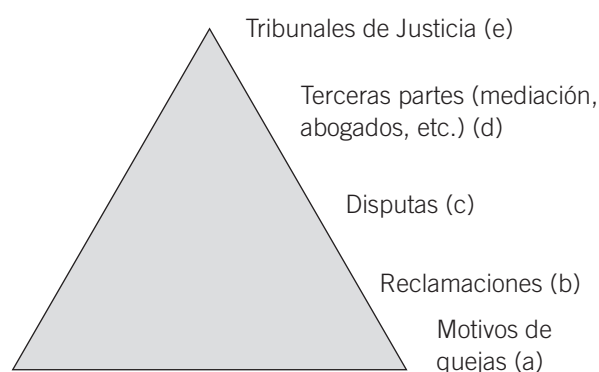 Tribunales de Justicia (e)
Terceras partes (mediación,
abogados, etc.) (d)
Disputas (c)
Reclamaciones (b)
Motivos de
quejas (a)